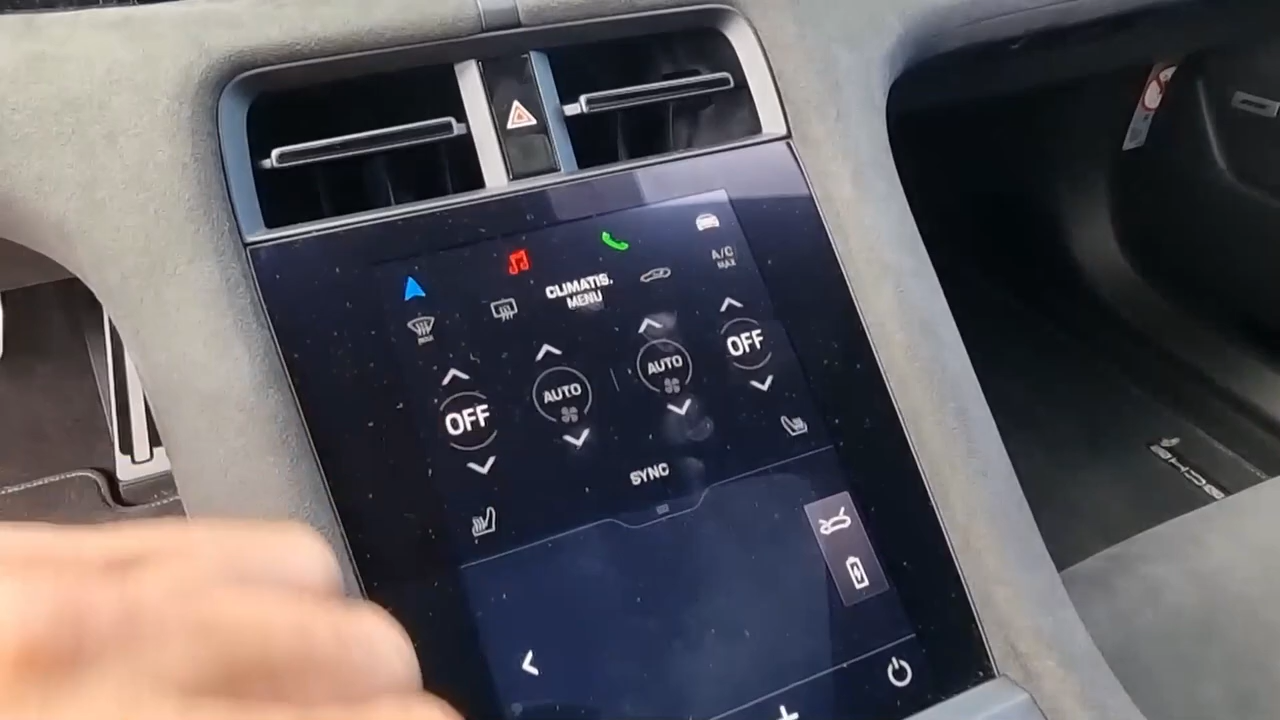 A/C
MAX
CLIMATIS.
MENU
OFF
AUTO
AUTO
OFF
SYNC